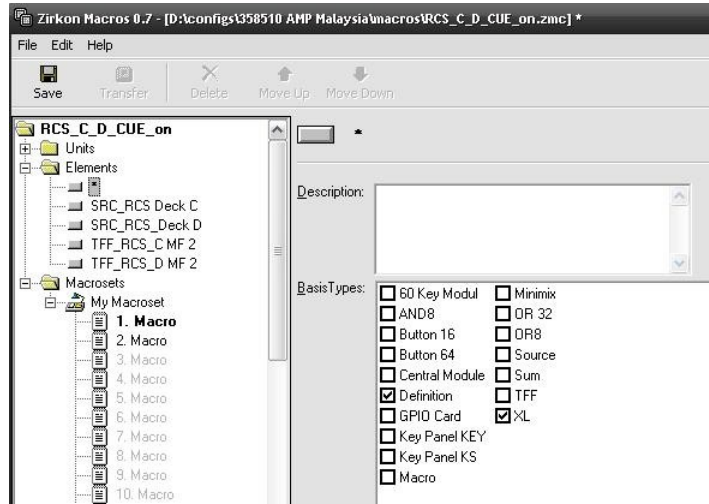 Zirkon Macros 0.7 - [D:\configs\358510 AMP Malaysia\macros\RCS_C_D_CUE_on.zmc] *
File Edit Help
Save Transfer Delete Move Up Move Down
RCS_C_D_CUE_on
Units
Elements
*
SRC_RCS Deck C
SRC_RCS_Deck D
TFF_RCS_C MF 2
TFF_RCS_D MF 2
Macrosets
My Macroset
1. Macro
2. Macro
3. Macro
4. Macro
5. Macro
6. Macro
7. Macro
8. Macro
9. Macro
10. Macro
*
Description:
BasisTypes:
60 Key Modul Minimix
AND8 OR 32
Button 16 OR8
Button 64 Source
Central Module Sum
Definition TFF
GPIO Card XL
Key Panel KEY
Key Panel KS
Macro